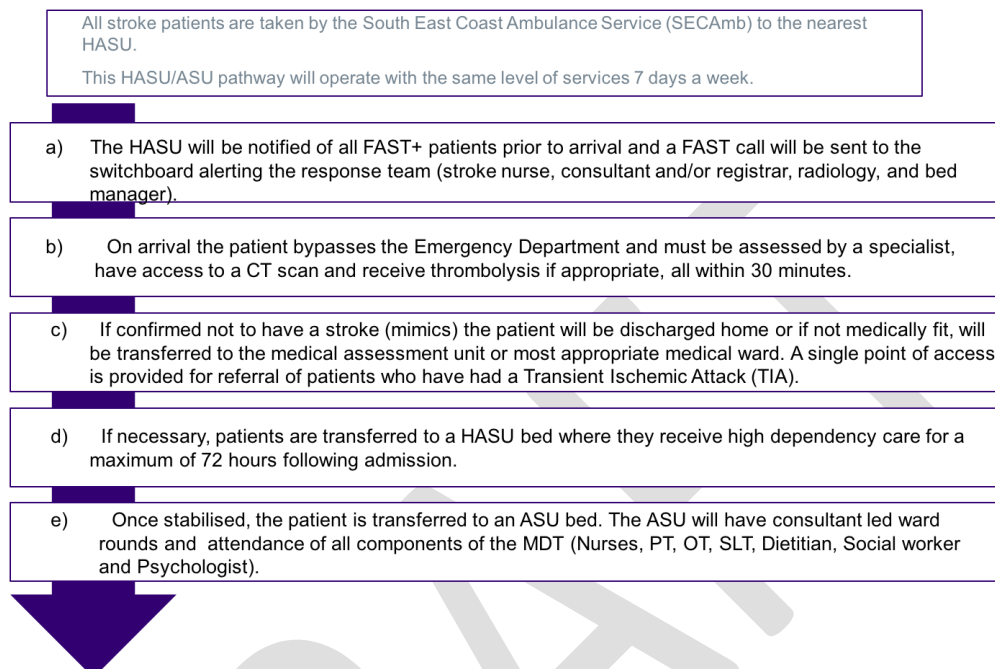 All stroke patients are taken by the South East Coast Ambulance Service (SECAmb) to the nearest
HASU.
This HASU/ASU pathway will operate with the same level of services 7 days a week.
a) The HASU will be notified of all FAST+ patients prior to arrival and a FAST call will be sent to the
switchboard alerting the response team (stroke nurse, consultant and/or registrar, radiology, and bed
manager).
b) On arrival the patient bypasses the Emergency Department and must be assessed by a specialist,
have access to a CT scan and receive thrombolysis if appropriate, all within 30 minutes.
c) If confirmed not to have a stroke (mimics) the patient will be discharged home or if not medically fit, will
be transferred to the medical assessment unit or most appropriate medical ward. A single point of access
is provided for referral of patients who have had a Transient Ischemic Attack (TIA).
d) If necessary, patients are transferred to a HASU bed where they receive high dependency care for a
maximum of 72 hours following admission.
e) Once stabilised, the patient is transferred to an ASU bed. The ASU will have consultant led ward
rounds and attendance of all components of the MDT (Nurses, PT, OT, SLT, Dietitian, Social worker
and Psychologist).